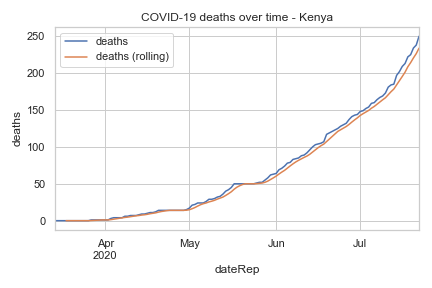 COVID-19 deaths over time - Kenya
deaths
deaths (rolling)
250
200
150
100
50
0
deaths
Apr
2020
May
Jun
Jul
dateRep